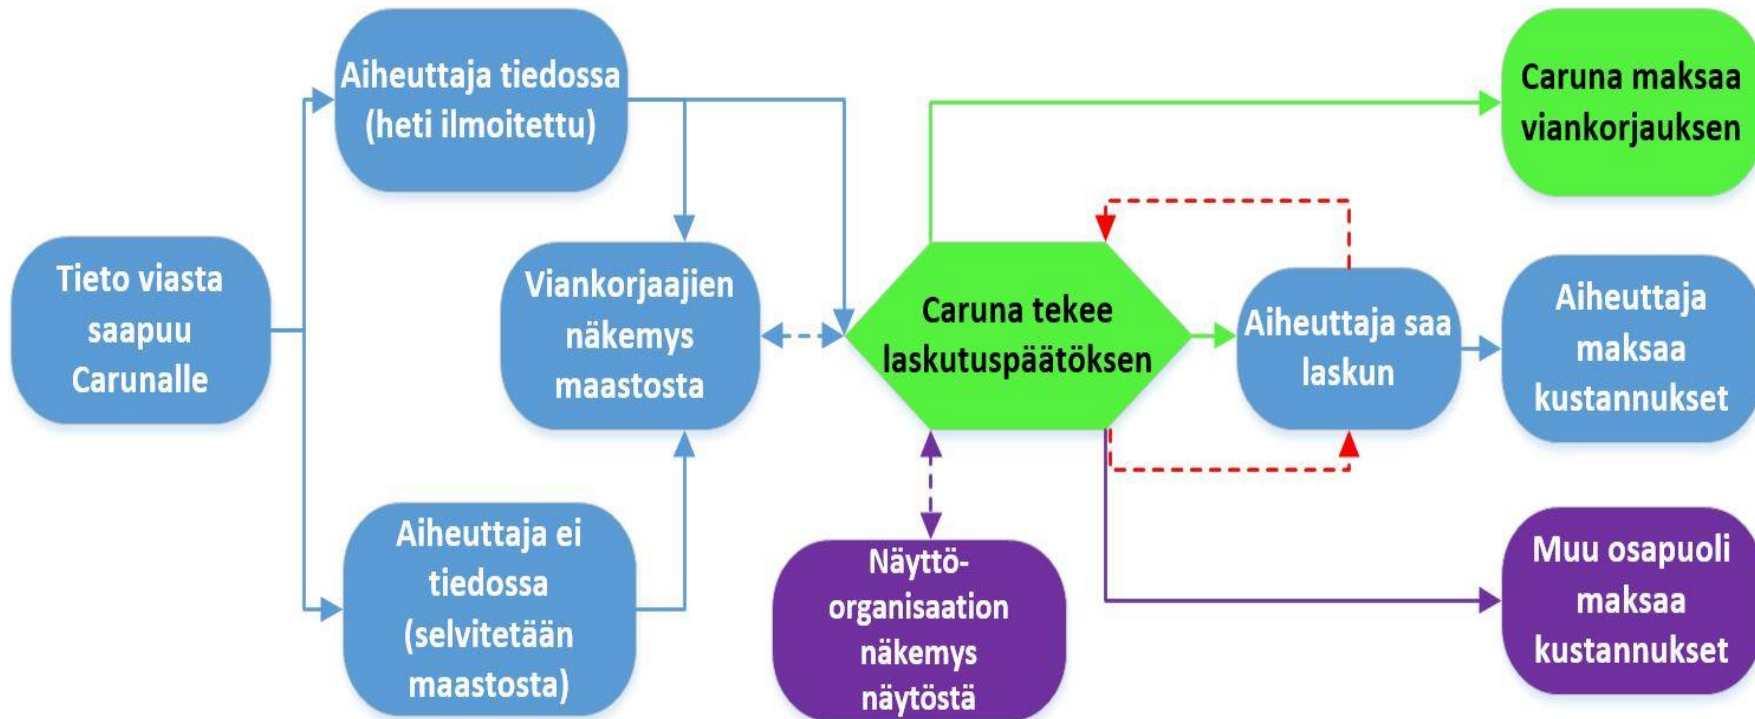 Tieto viasta
saapuu
Carunalle
Aiheuttaja tiedossa
(heti ilmoitettu)
Aiheuttaja ei
tiedossa
(selvitetään
maastosta)
Viankorjaajien
näkemys
maastosta
Caruna tekee
laskutuspäätöksen
Näyttö-
organisaation
näkemys
näytöstä
Aiheuttaja saa
laskun
Caruna maksaa
viankorjauksen
Aiheuttaja
maksaa
kustannukset
Muu osapuoli
maksaa
kustannukset